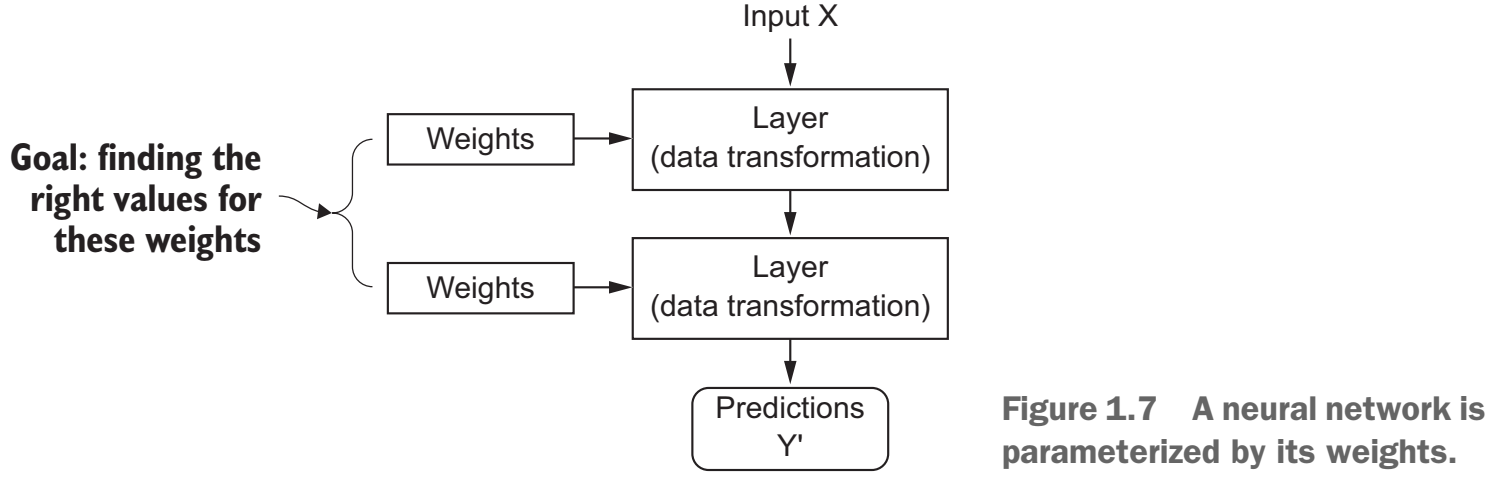 Input X
Layer
(data transformation)
Weights
Goal: finding the
right values for
these weights
Layer
(data transformation)
Weights
Predictions
Y'
Figure 1.7 A neural network is
parameterized by its weights.